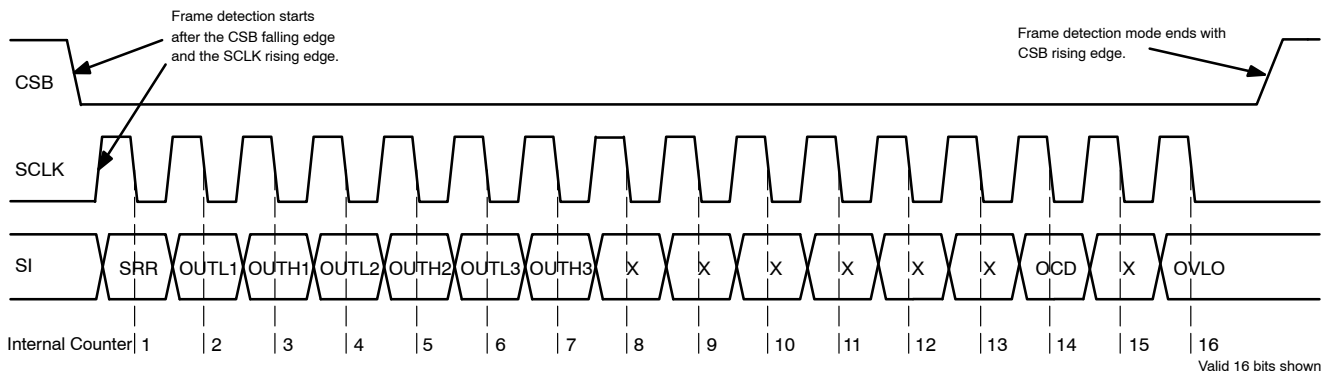 Frame detection starts
after the CSB falling edge
and the SCLK rising edge.
Frame detection mode ends with
CSB rising edge.
CSB
SCLK
SI SRR OUTL1 OUTH1 OUTL2 OUTH2 OUTL3 OUTH3 X X X X X X OCD X OVLO
Internal Counter 1 2 3 4 5 6 7 8 9 10 11 12 13 14 15 16
Valid 16 bits shown